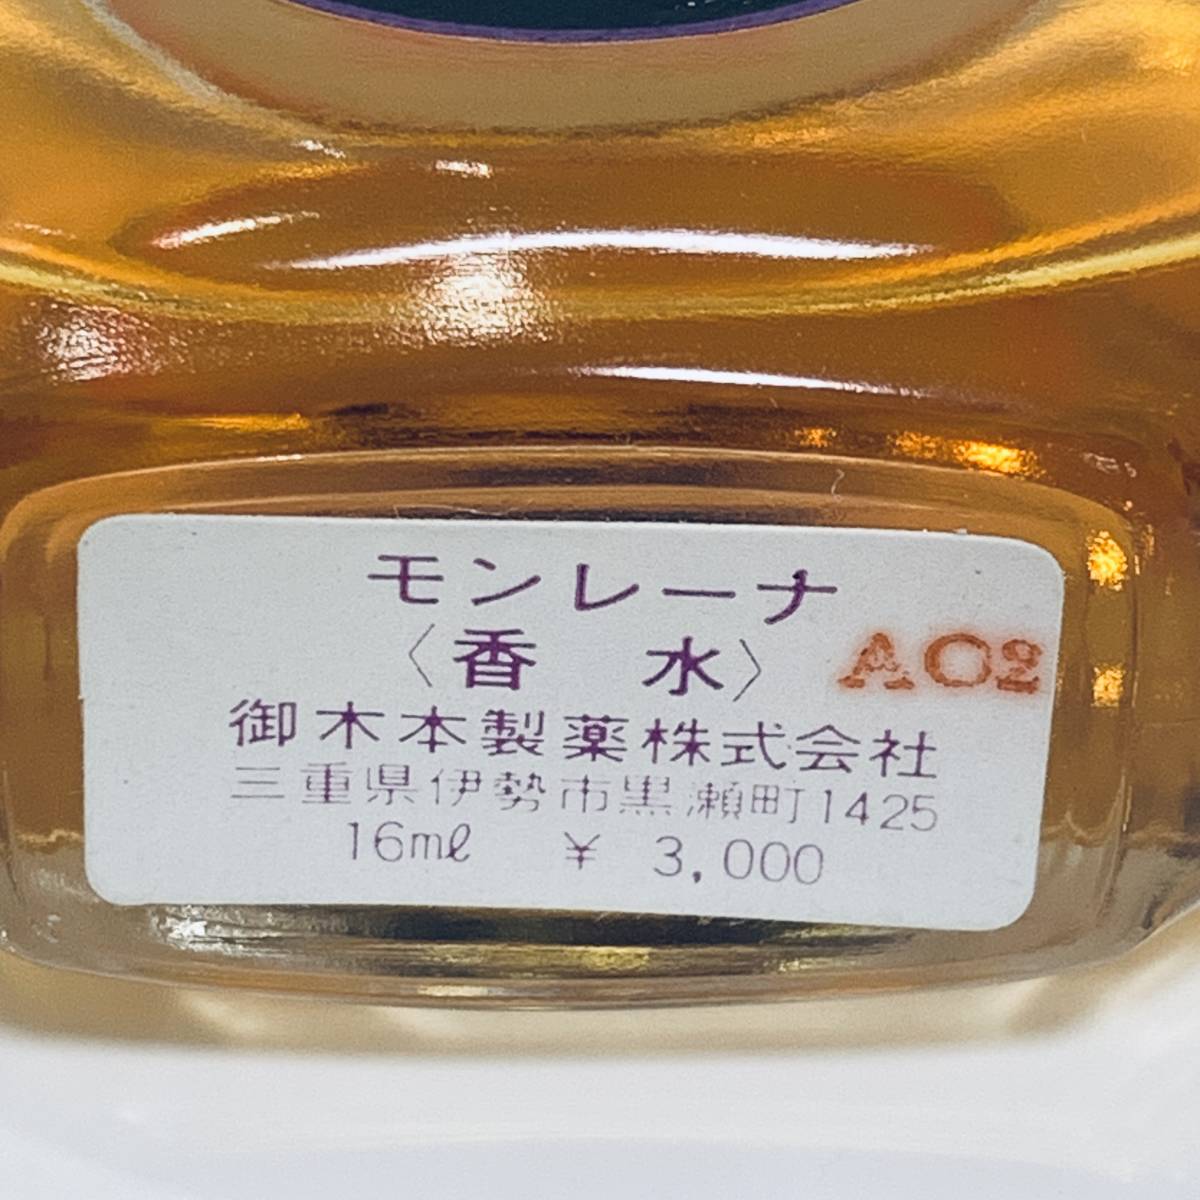 モンレーナ
〈香 水〉 A02
御木本製薬株式会社
三重県伊勢市黒瀬町1425
16mℓ ¥ 3,000